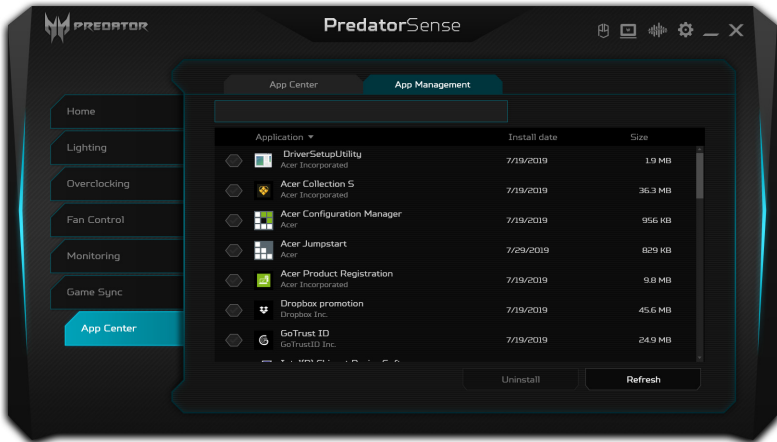 PREDATOR
PredatorSense
App Center
App Management
Home
Lighting
Overclocking
Fan Control
Monitoring
Game Sync
App Center
Application ▼ Install date Size
DriverSetupUtility
Acer Incorporated
7/19/2019 1.9 MB
Acer Collection S
Acer Incorporated
7/19/2019 36.3 MB
Acer Configuration Manager
Acer
7/19/2019 956 KB
Acer Jumpstart
Acer
7/29/2019 829 KB
Acer Product Registration
Acer Incorporated
7/19/2019 9.8 MB
Dropbox promotion
Dropbox Inc.
7/19/2019 45.6 MB
GoTrust ID
GoTrustID Inc.
7/19/2019 24.9 MB
Uninstall
Refresh